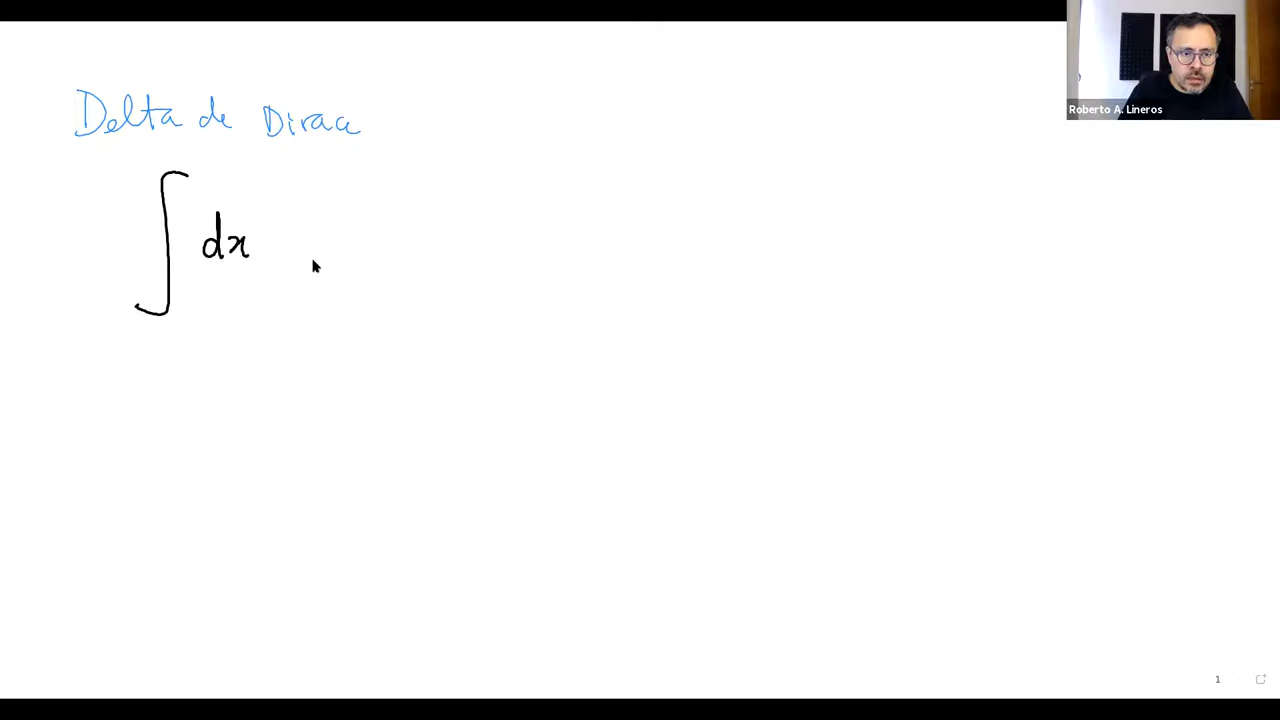 Roberto A. Lineros
Delta de Dirac
∫ dx
1